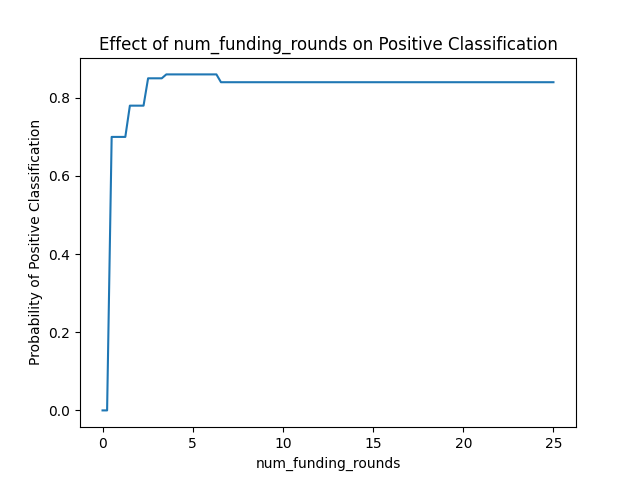 Effect of num_funding_rounds on Positive Classification
Probability of Positive Classification
0.8
0.6
0.4
0.2
0.0
0 5 10 15 20 25
num_funding_rounds